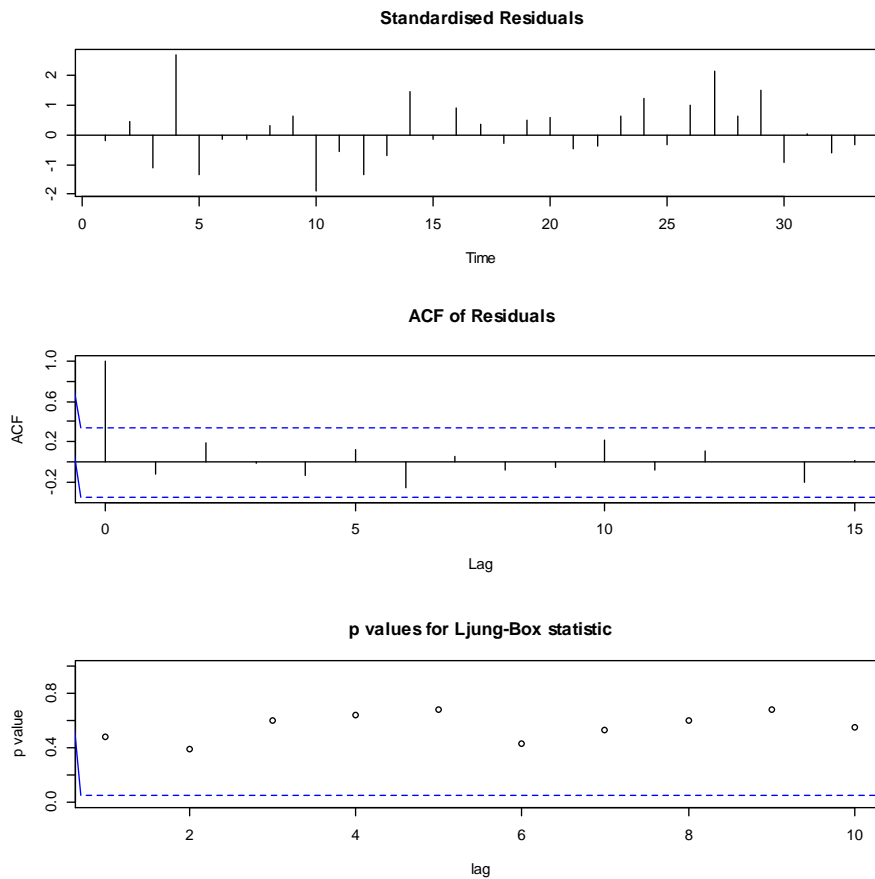 Standardised Residuals
2
1
0
-1
-2
0 5 10 15 20 25 30
Time
ACF of Residuals
ACF
1.0
0.6
0.2
-0.2
0 5 10 15
Lag
p values for Ljung-Box statistic
p value
0.8
0.4
0.0
2 4 6 8 10
lag